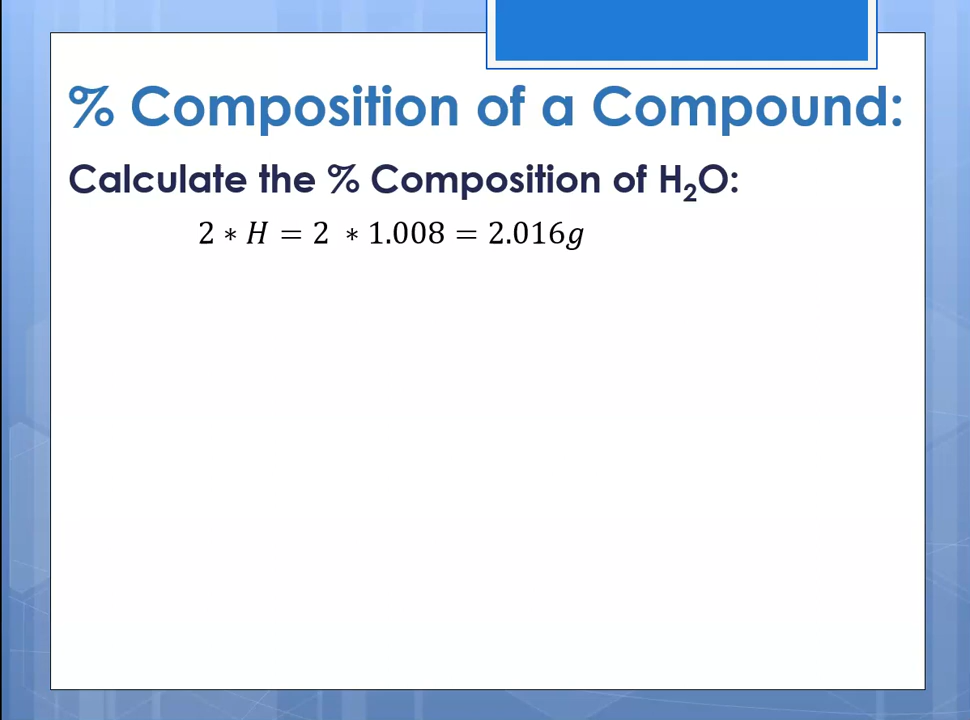 % Composition of a Compound:
Calculate the % Composition of H₂O:
2 ∗ H = 2 ∗ 1.008 = 2.016g